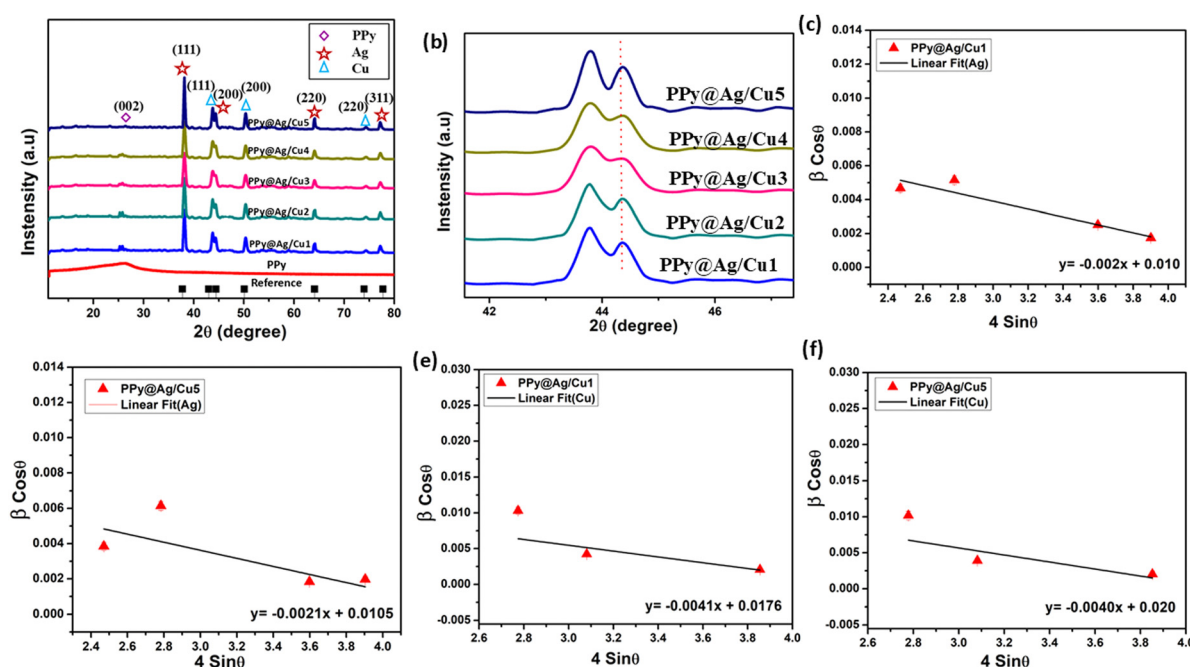 PPy
Ag
Cu
(111)
(111)
(200)
(200)
(220)
(220)
(311)
(002)
PPy@Ag/Cu5
PPy@Ag/Cu4
PPy@Ag/Cu3
PPy@Ag/Cu2
PPy@Ag/Cu1
PPy
Reference
Instensity (a.u)
20 30 40 50 60 70 80
2θ (degree)
(b)
PPy@Ag/Cu5
PPy@Ag/Cu4
PPy@Ag/Cu3
PPy@Ag/Cu2
PPy@Ag/Cu1
Instensity (a.u)
42 44 46
2θ (degree)
(c)
PPy@Ag/Cu1
Linear Fit(Ag)
0.014
0.012
0.010
0.008
0.006
0.004
0.002
0.000
β Cosθ
y= -0.002x + 0.010
2.4 2.6 2.8 3.0 3.2 3.4 3.6 3.8 4.0
4 Sinθ
PPy@Ag/Cu5
Linear Fit(Ag)
0.014
0.012
0.010
0.008
0.006
0.004
0.002
0.000
β Cosθ
y= -0.0021x + 0.0105
2.4 2.6 2.8 3.0 3.2 3.4 3.6 3.8 4.0
4 Sinθ
(e)
PPy@Ag/Cu1
Linear Fit(Cu)
0.030
0.025
0.020
0.015
0.010
0.005
0.000
-0.005
β Cosθ
y= -0.0041x + 0.0176
2.6 2.8 3.0 3.2 3.4 3.6 3.8 4.0
4 Sinθ
(f)
PPy@Ag/Cu5
Linear Fit(Cu)
0.030
0.025
0.020
0.015
0.010
0.005
0.000
-0.005
β Cosθ
y= -0.0040x + 0.020
2.6 2.8 3.0 3.2 3.4 3.6 3.8 4.0
4 Sinθ